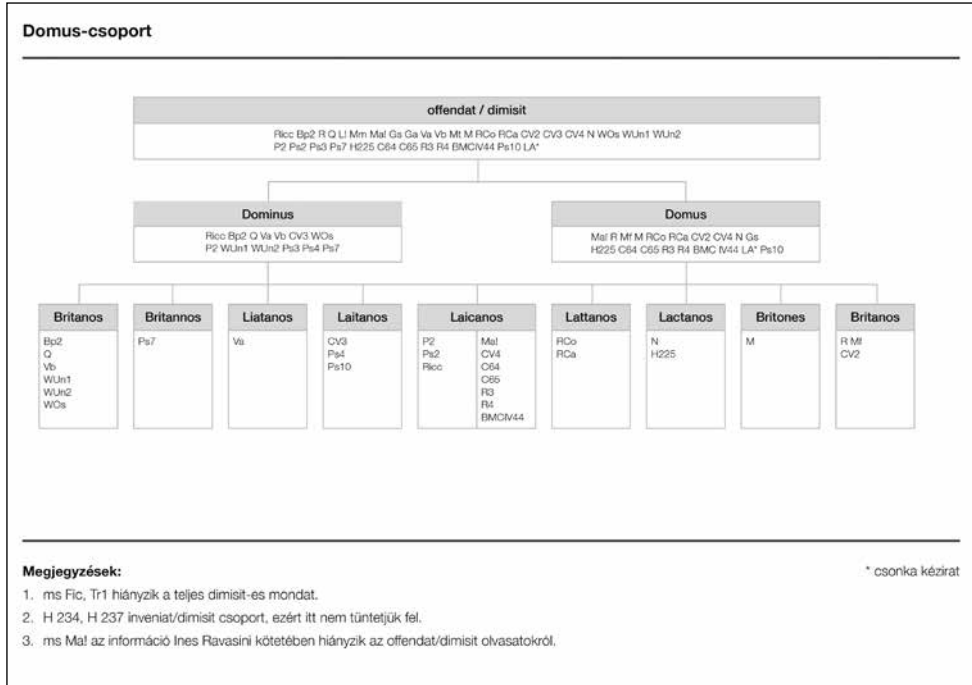 Domus-csoport
offendat / dimisit
Ricc Bp2 R Q L! Mm Ma! Gs Ga Va Vb Mt M RCo RCa CV2 CV3 CV4 N WOs WUn1 WUn2
P2 Ps2 Ps3 Ps7 H225 C64 C65 R3 R4 BMCIV44 Ps10 LA*
Dominus
Ricc Bp2 Q Va Vb CV3 WOs
P2 WUn1 WUn2 Ps3 Ps4 Ps7
Domus
Ma! R Mf M RCo RCa CV2 CV4 N Gs
H225 C64 C65 R3 R4 BMC IV44 LA* Ps10
Britanos
Bp2
Q
Vb
WUn1
WUn2
WOs
Britannos
Ps7
Liatanos
Va
Laitanos
CV3
Ps4
Ps10
Laicanos
P2
Ps2
Ricc
Ma!
CV4
C64
C65
R3
R4
BMCIV44
Lattanos
RCo
RCa
Lactanos
N
H225
Britones
M
Britanos
R Mf
CV2
Megjegyzések:
* csonka kézirat
1. ms Fic, Tr1 hiányzik a teljes dimisit-es mondat.
2. H 234, H 237 inveniat/dimisit csoport, ezért itt nem tüntetjük fel.
3. ms Ma! az információ Ines Ravasini kötetében hiányzik az offendat/dimisit olvasatokról.